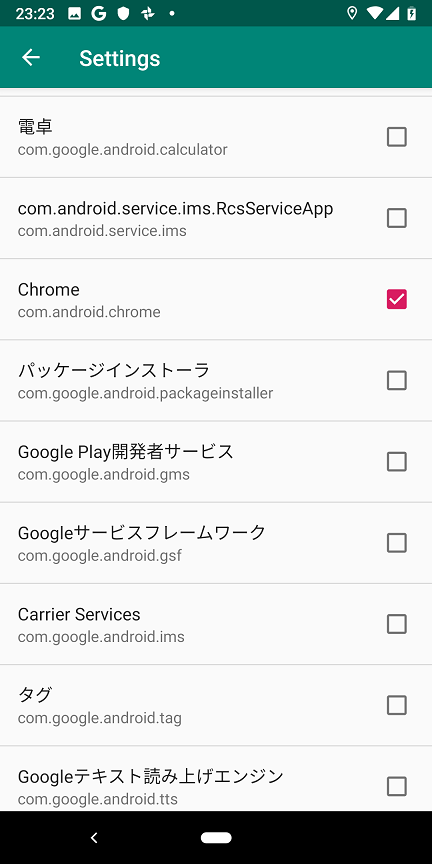 23:23
Settings
電卓
com.google.android.calculator
com.android.service.ims.RcsServiceApp
com.android.service.ims
Chrome
com.android.chrome
パッケージインストーラ
com.google.android.packageinstaller
Google Play開発者サービス
com.google.android.gms
Googleサービスフレームワーク
com.google.android.gsf
Carrier Services
com.google.android.ims
タグ
com.google.android.tag
Googleテキスト読み上げエンジン
com.google.android.tts